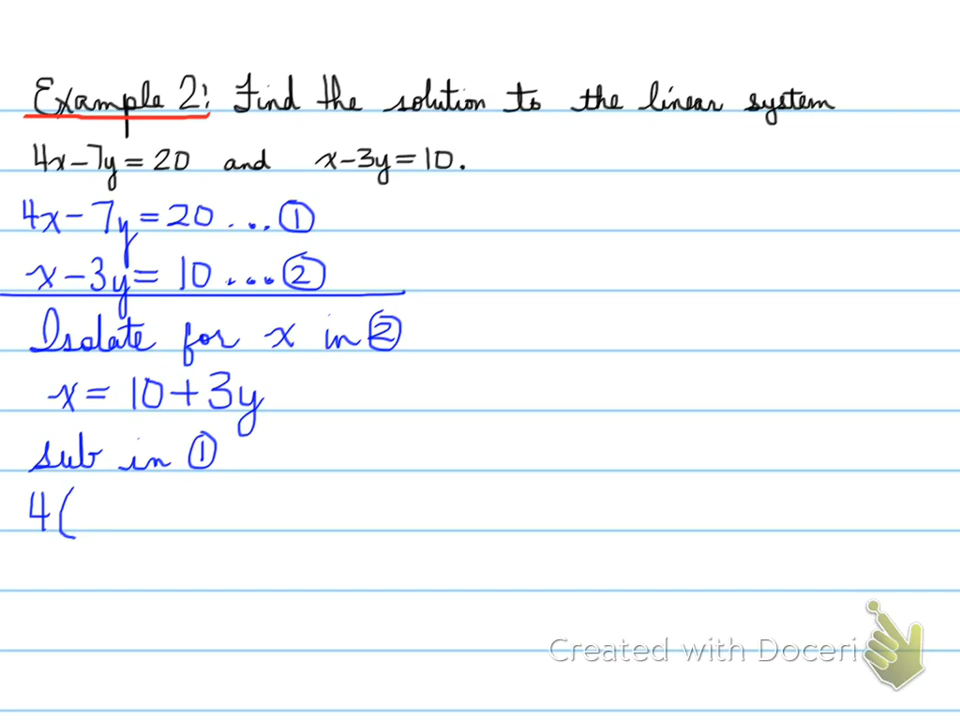 Example 2: Find the solution to the linear system
4x-7y=20 and x-3y=10.
4x-7y=20...①
x-3y=10...②
Isolate for x in ②
x=10+3y
sub in ①
4(
Created with Doceri